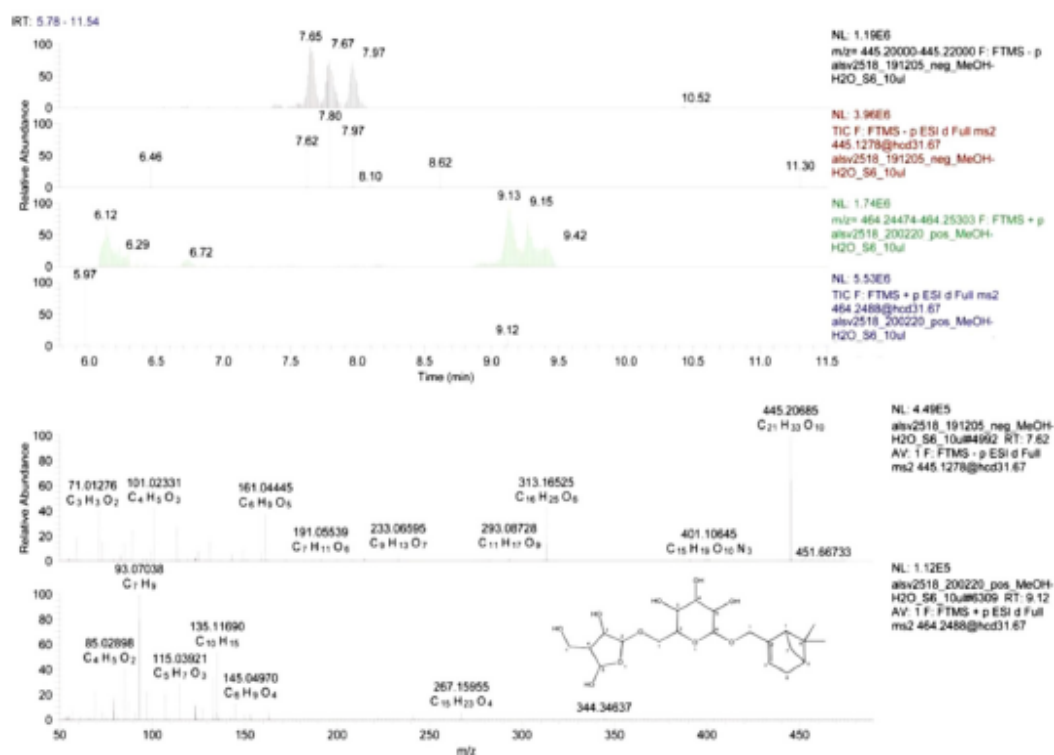 IRT: 5.78 - 11.54
Relative Abundance
100
50
0
7.65
7.67
7.97
10.52
NL: 1.19E6
m/z= 445.20000-445.22000 F: FTMS - p
alsv2518_191205_neg_MeOH-
H2O_S6_10ul
100
50
0
6.46
7.62
7.80
7.97
8.10
8.62
11.30
NL: 3.96E6
TIC F: FTMS - p ESI d Full ms2
445.1278@hcd31.67
alsv2518_191205_neg_MeOH-
H2O_S6_10ul
100
50
0
6.12
6.29
6.72
9.13
9.15
9.42
NL: 1.74E6
m/z= 464.24474-464.25303 F: FTMS + p
alsv2518_200220_pos_MeOH-
H2O_S6_10ul
100
50
0
5.97
9.12
NL: 5.53E6
TIC F: FTMS + p ESI d Full ms2
464.2488@hcd31.67
alsv2518_200220_pos_MeOH-
H2O_S6_10ul
6.0 6.5 7.0 7.5 8.0 8.5 9.0 9.5 10.0 10.5 11.0 11.5
Time (min)
Relative Abundance
100
80
60
40
20
0
71.01276
C3 H3 O2
101.02331
C4 H5 O3
161.04445
C6 H9 O5
191.05539
C7 H11 O6
233.06595
C9 H13 O7
293.08728
C11 H17 O9
313.16525
C16 H25 O6
401.10645
C15 H19 O10 N3
445.20685
C21 H33 O10
451.66733
NL: 4.49E5
alsv2518_191205_neg_MeOH-
H2O_S6_10ul#4992 RT: 7.62
AV: 1 F: FTMS - p ESI d Full
ms2 445.1278@hcd31.67
100
80
60
40
20
0
93.07038
C7 H9
85.02898
C4 H5 O2
115.03921
C5 H7 O3
135.11690
C10 H15
145.04970
C6 H9 O4
267.15955
C15 H23 O4
344.34637
HO
HO
HO
HO
OH
OH
O
O
O
O
NL: 1.12E5
alsv2518_200220_pos_MeOH-
H2O_S6_10ul#6309 RT: 9.12
AV: 1 F: FTMS + p ESI d Full
ms2 464.2488@hcd31.67
50 100 150 200 250 300 350 400 450
m/z